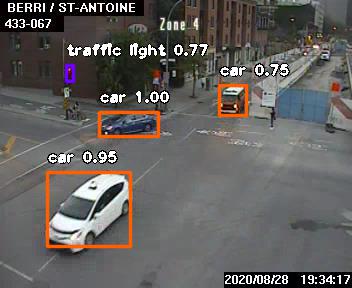 BERRI / ST-ANTOINE
433-067
Zone 4
traffic light 0.77
car 0.75
car 1.00
car 0.95
2020/08/28 19:34:17